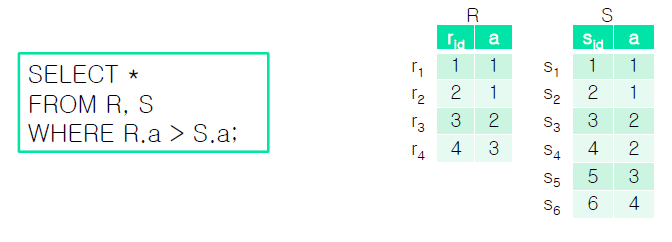 SELECT *
FROM R, S
WHERE R.a > S.a;
R
r_id a
r₁ 1 1
r₂ 2 1
r₃ 3 2
r₄ 4 3
S
s_id a
s₁ 1 1
s₂ 2 1
s₃ 3 2
s₄ 4 2
s₅ 5 3
s₆ 6 4